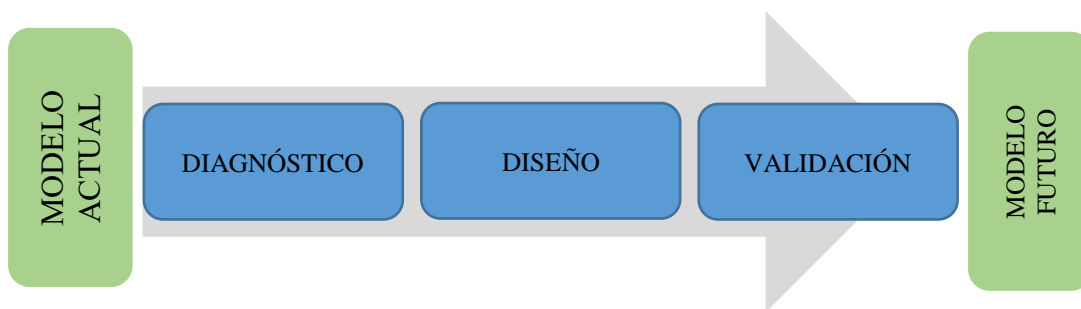 MODELO
ACTUAL
DIAGNÓSTICO
DISEÑO
VALIDACIÓN
MODELO
FUTURO